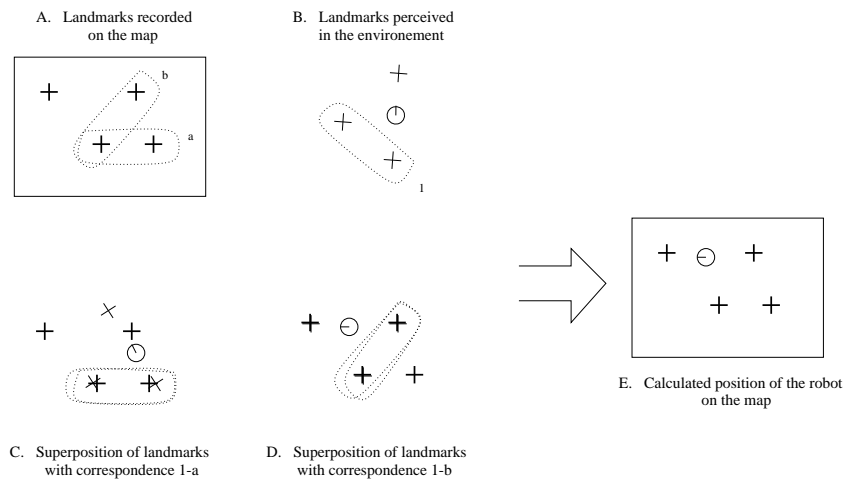 A. Landmarks recorded
on the map
B. Landmarks perceived
in the environement
b
a
1
C. Superposition of landmarks
with correspondence 1-a
D. Superposition of landmarks
with correspondence 1-b
E. Calculated position of the robot
on the map